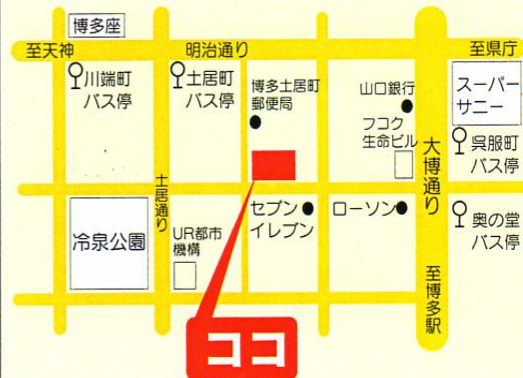 博多座
至天神
明治通り
至県庁
川端町
バス停
土居町
バス停
博多土居町
郵便局
山口銀行
フコク
生命ビル
スーパー
サニー
呉服町
バス停
大博通り
土居通り
冷泉公園
UR都市
機構
セブン
イレブン
ローソン
奥の堂
バス停
至博多駅
ココ